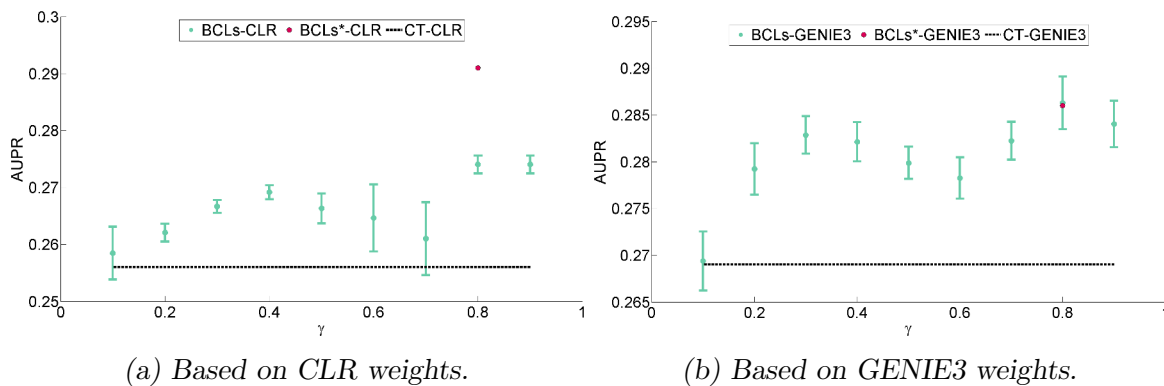 0.3
BCLs-CLR BCLs*-CLR CT-CLR
0.29
0.28
AUPR
0.27
0.26
0.25
0 0.2 0.4 0.6 0.8 1
γ
(a) Based on CLR weights.
0.295
BCLs-GENIE3 BCLs*-GENIE3 CT-GENIE3
0.29
0.285
AUPR
0.28
0.275
0.27
0.265
0 0.2 0.4 0.6 0.8 1
γ
(b) Based on GENIE3 weights.